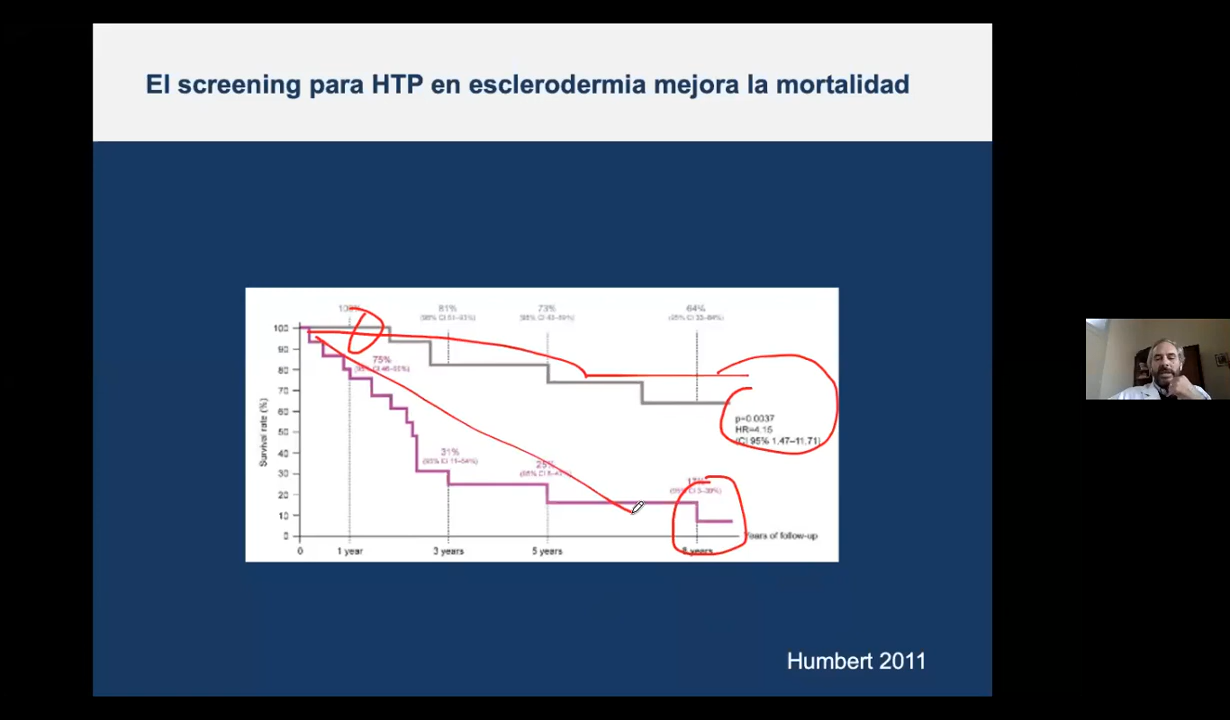 El screening para HTP en esclerodermia mejora la mortalidad
81%
73%
64%
100
90
75%
80
70
60
Survival rate (%)
50
40
31%
30
20
10
0
p=0.0037
HR=4.15
(CI 95% 1.47–11.71)
Years of follow-up
0
1 year
3 years
5 years
8 years
Humbert 2011